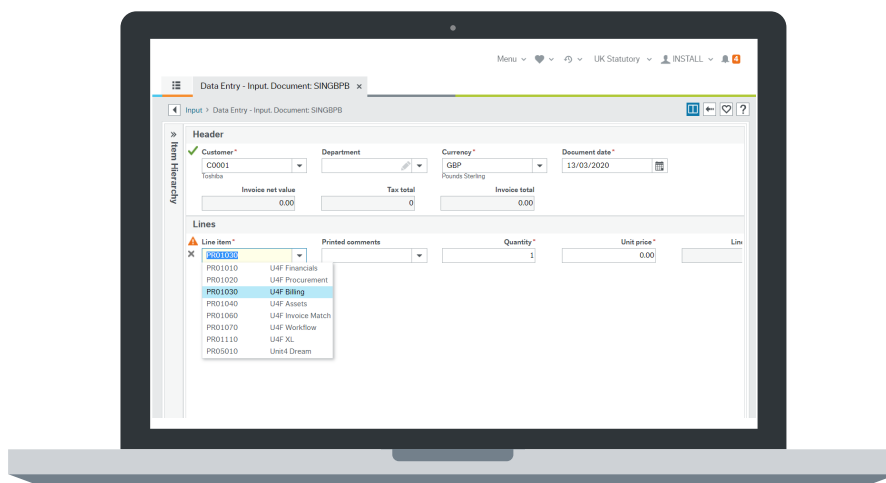 Menu UK Statutory INSTALL 4
Data Entry - Input. Document: SINGBPB ×
Input > Data Entry - Input. Document: SINGBPB ?
» Header
Item Hierarchy
Customer* Department Currency* Document date*
C0001 GBP 13/03/2020
Toshiba Pounds Sterling
Invoice net value Tax total Invoice total
0.00 0 0.00
Lines
Line item* Printed comments Quantity* Unit price* Line
PR01030 1 0.00
PR01010 U4F Financials
PR01020 U4F Procurement
PR01030 U4F Billing
PR01040 U4F Assets
PR01060 U4F Invoice Match
PR01070 U4F Workflow
PR01110 U4F XL
PR05010 Unit4 Dream